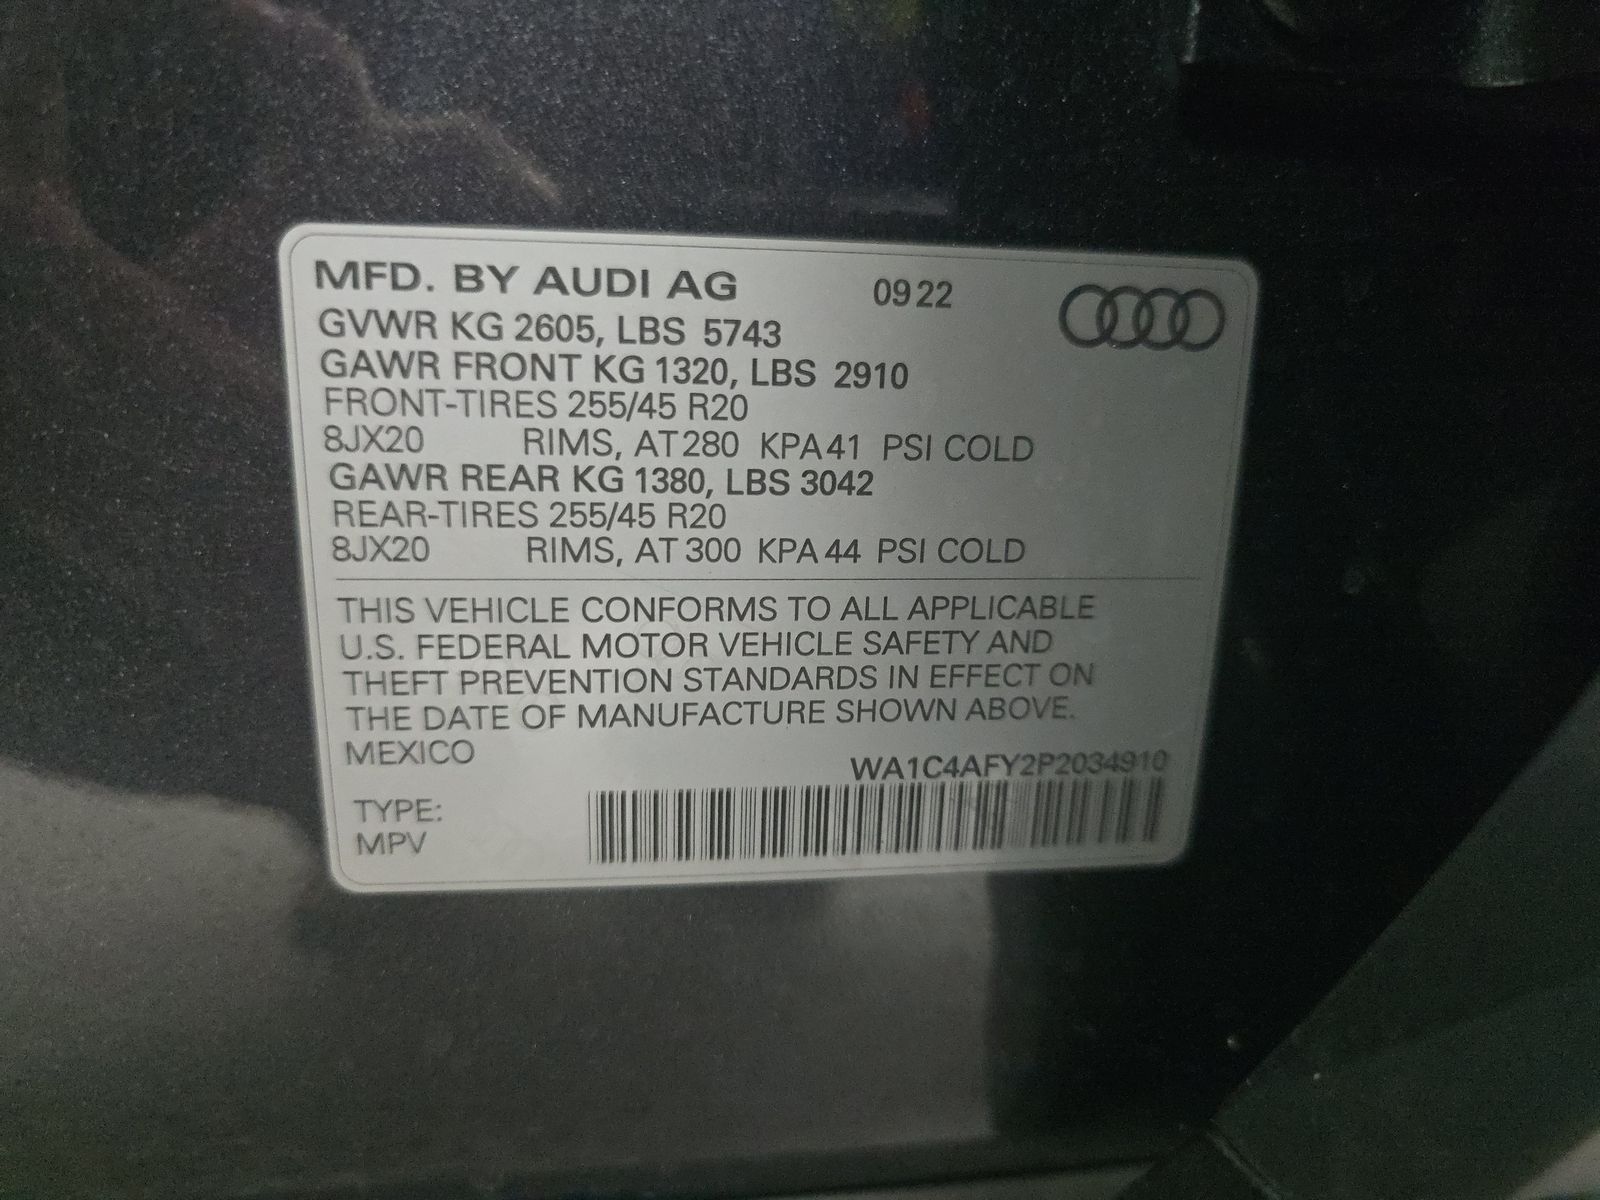 MFD. BY AUDI AG 0922
GVWR KG 2605, LBS 5743
GAWR FRONT KG 1320, LBS 2910
FRONT-TIRES 255/45 R20
8JX20 RIMS, AT 280 KPA 41 PSI COLD
GAWR REAR KG 1380, LBS 3042
REAR-TIRES 255/45 R20
8JX20 RIMS, AT 300 KPA 44 PSI COLD
THIS VEHICLE CONFORMS TO ALL APPLICABLE
U.S. FEDERAL MOTOR VEHICLE SAFETY AND
THEFT PREVENTION STANDARDS IN EFFECT ON
THE DATE OF MANUFACTURE SHOWN ABOVE.
MEXICO
WA1C4AFY2P2034910
TYPE:
MPV